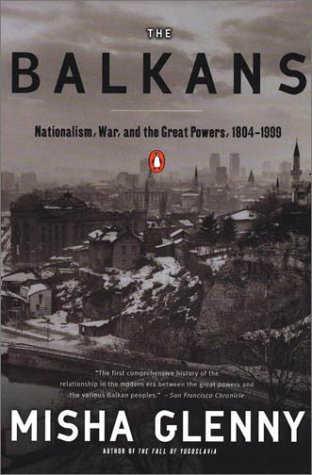 THE
BALKANS
Nationalism, War, and the Great Powers, 1804–1999
"The first comprehensive history of the
relationship in the modern era between the great powers and
the various Balkan peoples." – San Francisco Chronicle
MISHA GLENNY
AUTHOR OF THE FALL OF YUGOSLAVIA